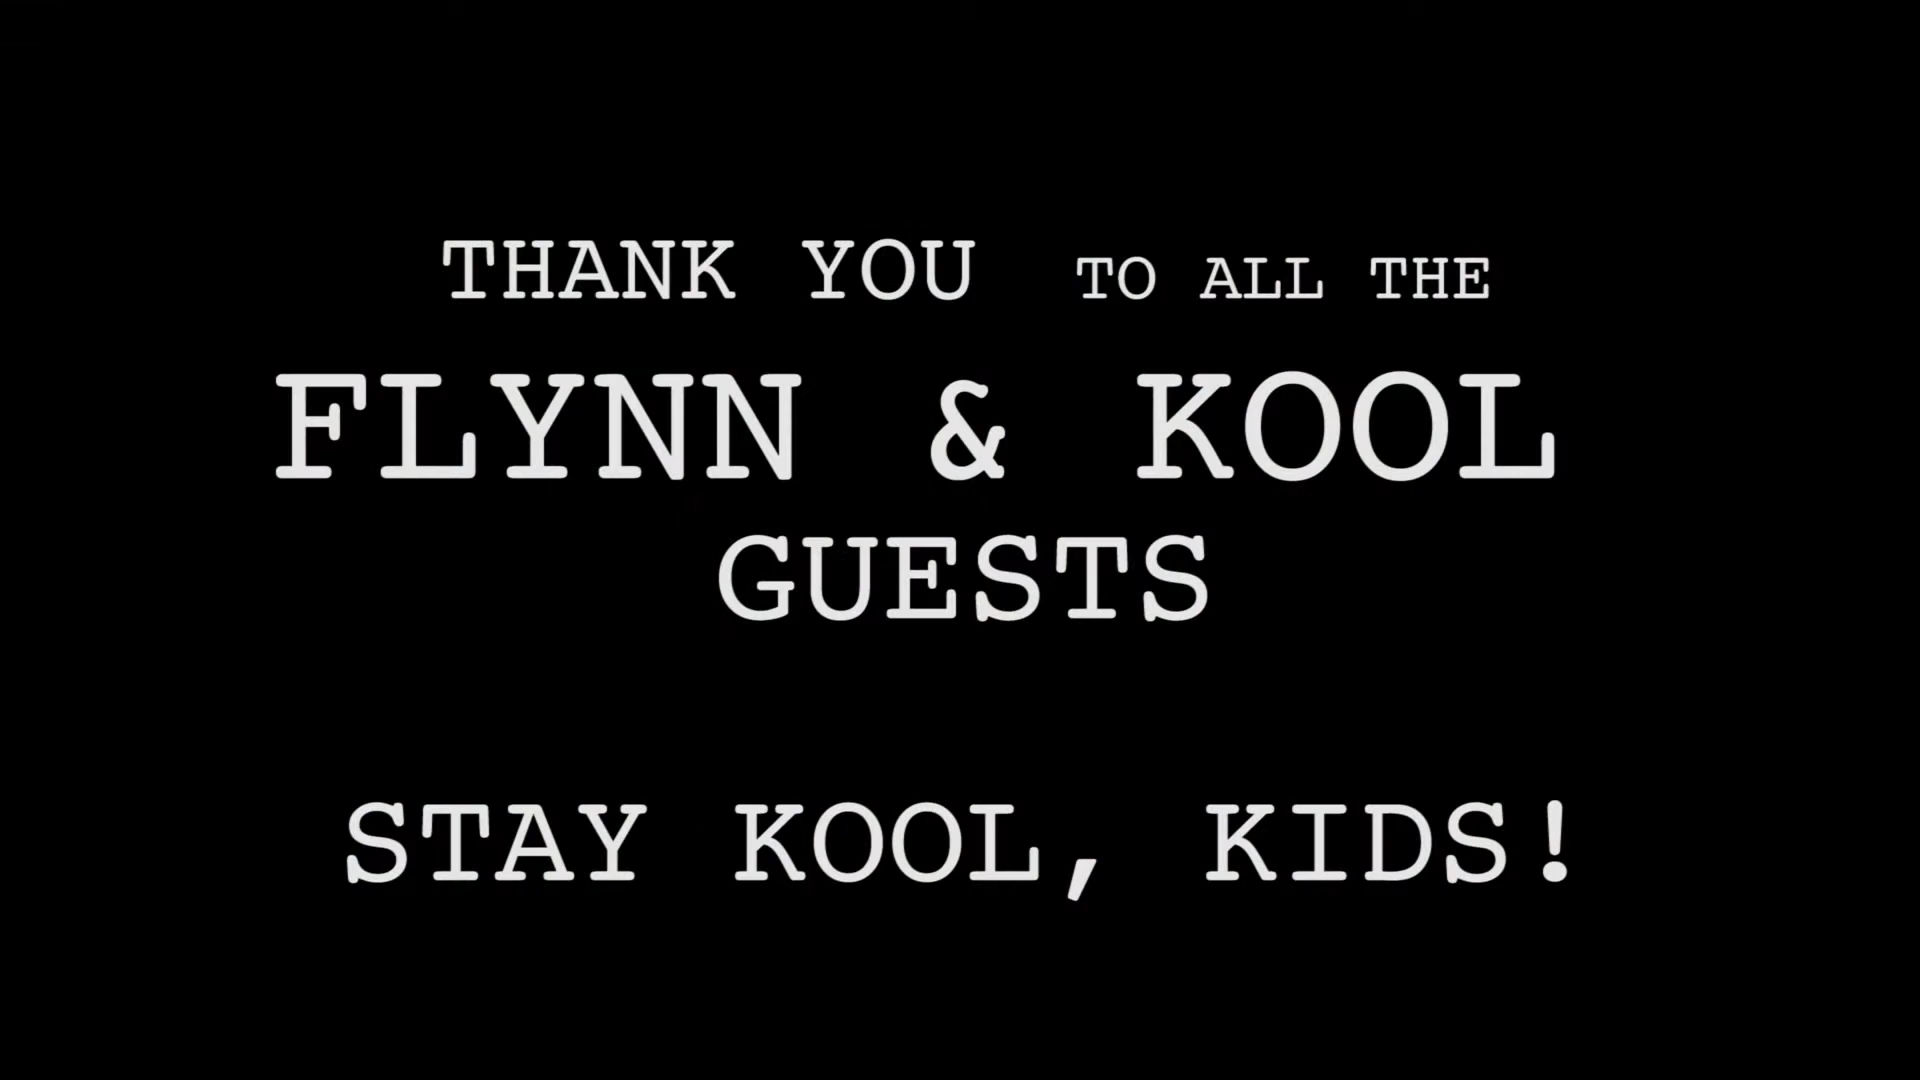 THANK YOU TO ALL THE
FLYNN & KOOL
GUESTS
STAY KOOL, KIDS!